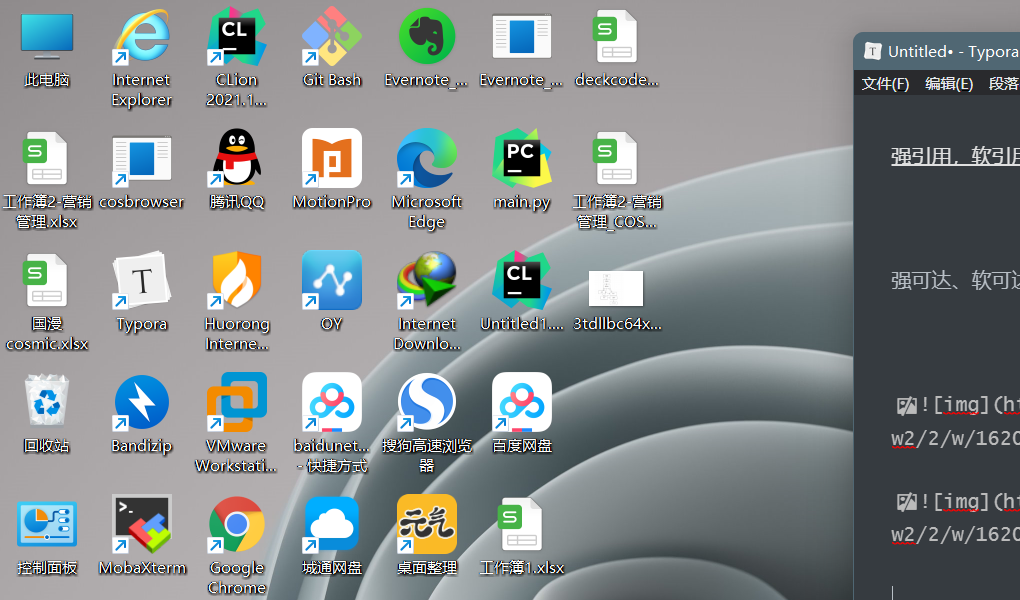 此电脑
Internet Explorer
CLion 2021.1...
Git Bash
Evernote_...
Evernote_...
deckcode...
工作簿2-营销管理.xlsx
cosbrowser
腾讯QQ
MotionPro
Microsoft Edge
main.py
工作簿2-营销管理_COS...
国漫 cosmic.xlsx
Typora
Huorong Interne...
OY
Internet Downlo...
Untitled1....
3tdllbc64x...
回收站
Bandizip
VMware Workstati...
baidunet... - 快捷方式
搜狗高速浏览器
百度网盘
控制面板
MobaXterm
Google Chrome
城通网盘
桌面整理
工作簿1.xlsx
Untitled• - Typora
文件(F) 编辑(E) 段落
强引用，软引用
强可达、软可达
![img](ht
w2/2/w/1620
![img](ht
w2/2/w/1620